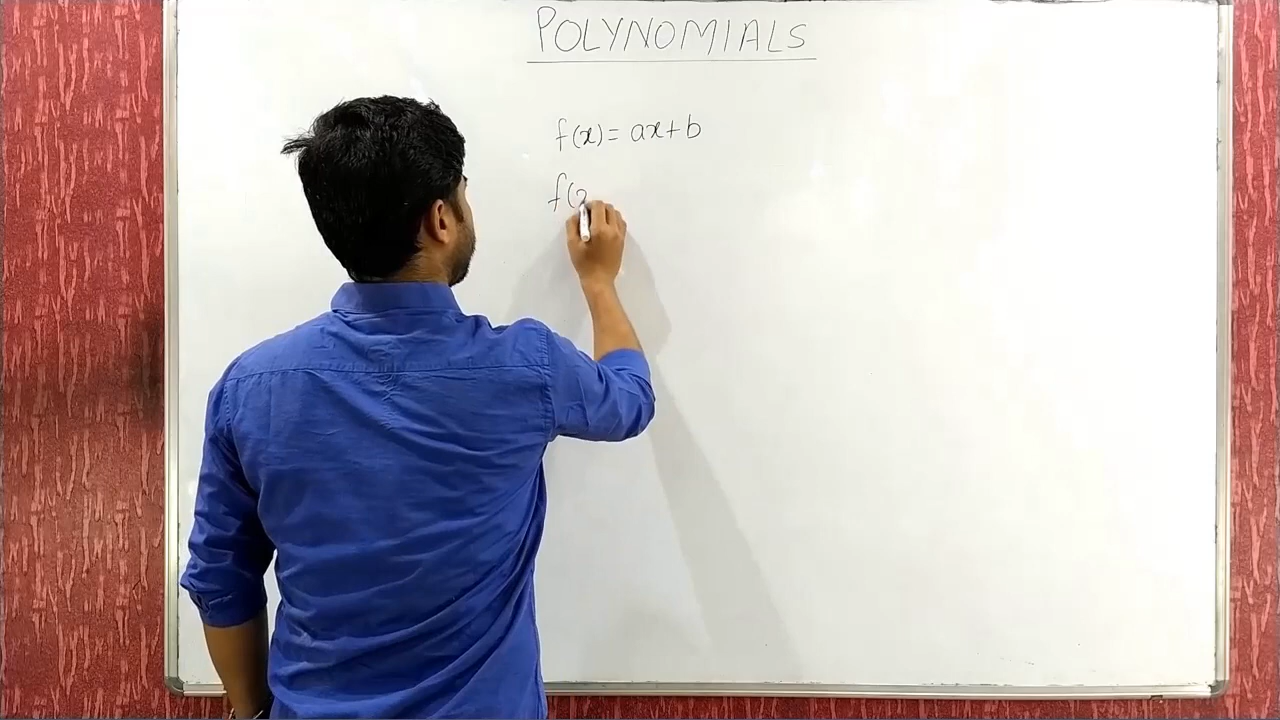 POLYNOMIALS
f(x) = ax+b
f(